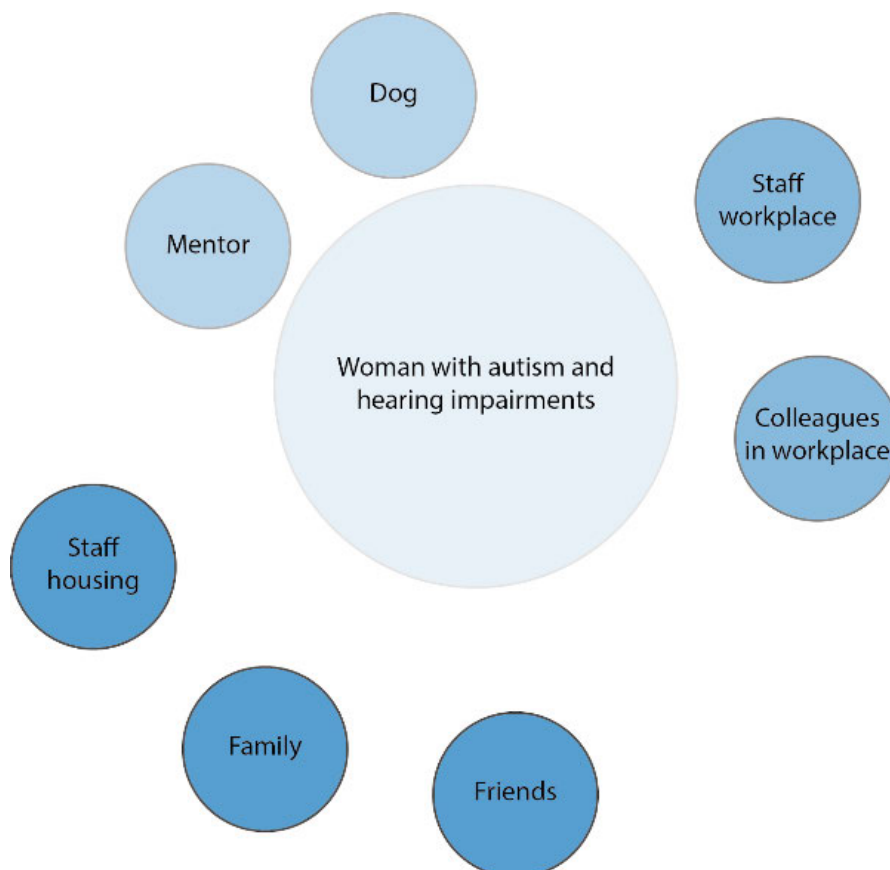 Dog
Staff
workplace
Mentor
Woman with autism and
hearing impairments
Colleagues
in workplace
Staff
housing
Family
Friends